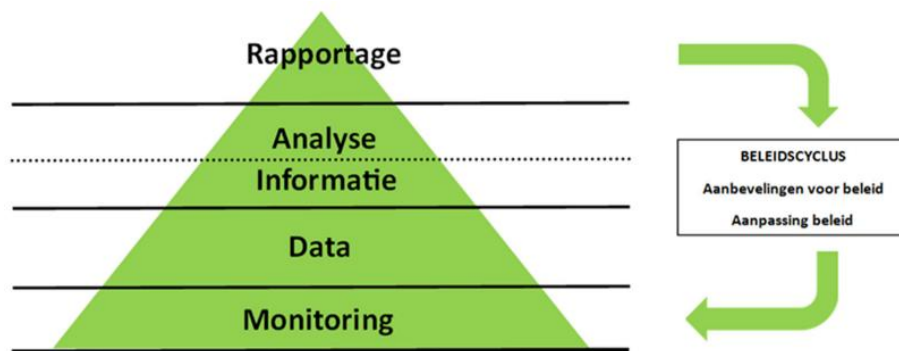 Rapportage
Analyse
Informatie
Data
Monitoring
BELEIDSCYCLUS
Aanbevelingen voor beleid
Aanpassing beleid